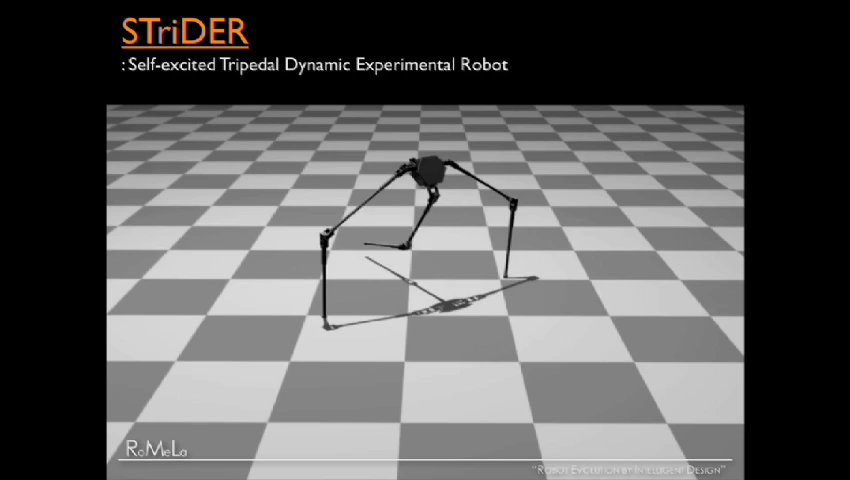 STriDER
: Self-excited Tripedal Dynamic Experimental Robot
RoMeLa
"ROBOT EVOLUTION BY INTELLIGENT DESIGN"